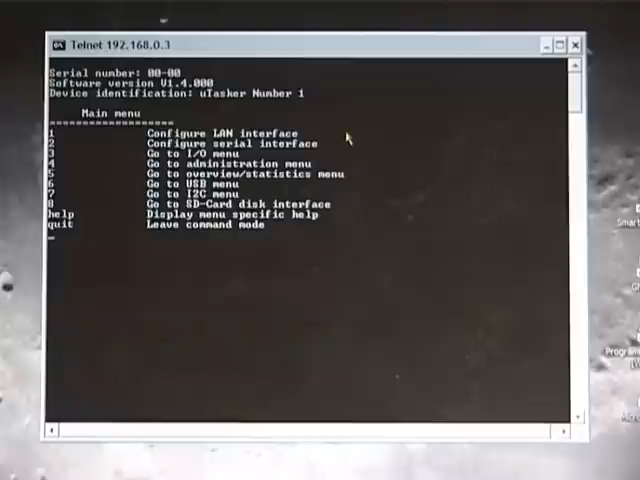 Telnet 192.168.0.3
Serial number: 00-00
Software version V1.4.000
Device identification: uTasker Number 1
Main menu
===================
1 Configure LAN interface
2 Configure serial interface
3 Go to I/O menu
4 Go to administration menu
5 Go to overview/statistics menu
6 Go to USB menu
7 Go to I2C menu
8 Go to SD-Card disk interface
help Display menu specific help
quit Leave command mode
Smart